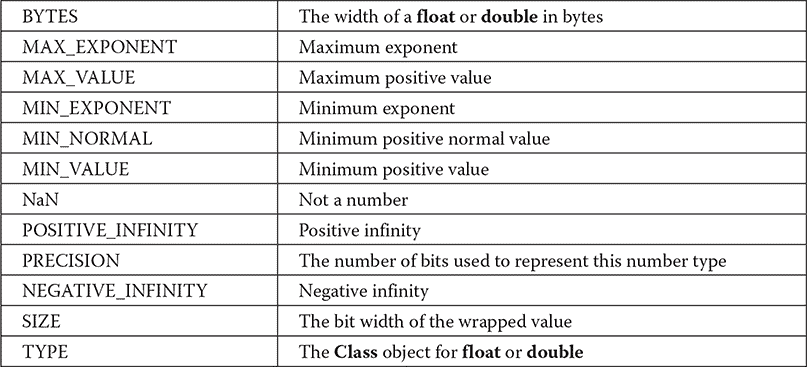 BYTES The width of a float or double in bytes
MAX_EXPONENT Maximum exponent
MAX_VALUE Maximum positive value
MIN_EXPONENT Minimum exponent
MIN_NORMAL Minimum positive normal value
MIN_VALUE Minimum positive value
NaN Not a number
POSITIVE_INFINITY Positive infinity
PRECISION The number of bits used to represent this number type
NEGATIVE_INFINITY Negative infinity
SIZE The bit width of the wrapped value
TYPE The Class object for float or double